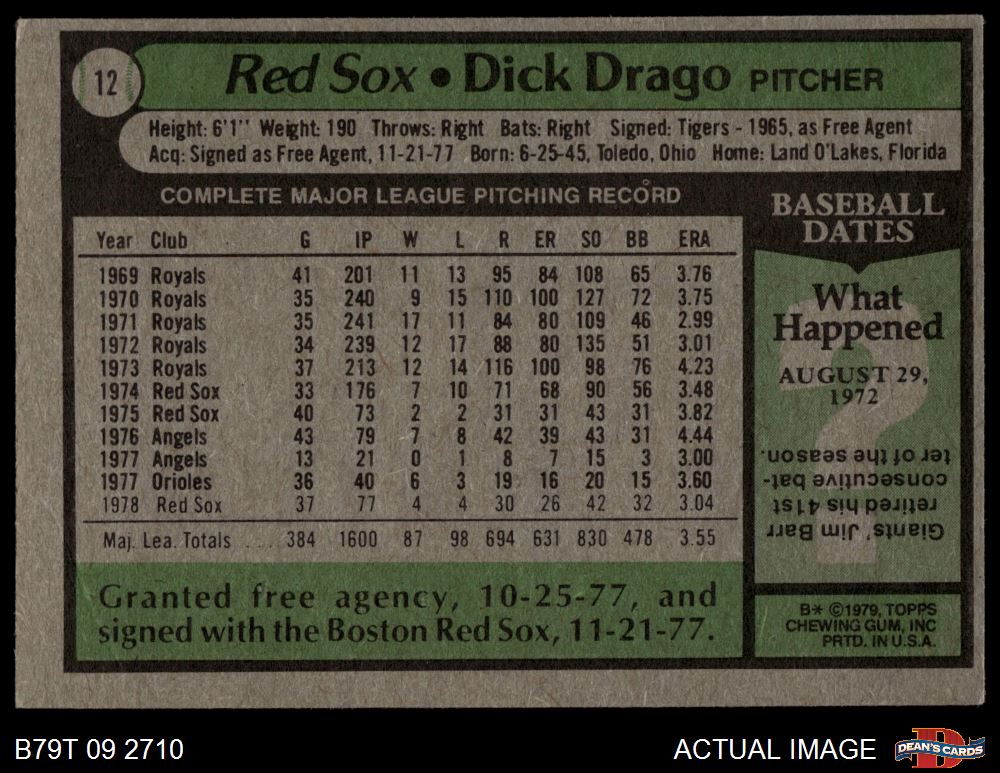 12
Red Sox • Dick Drago PITCHER
Height: 6'1'' Weight: 190 Throws: Right Bats: Right Signed: Tigers - 1965, as Free Agent
Acq: Signed as Free Agent, 11-21-77 Born: 6-25-45, Toledo, Ohio Home: Land O'Lakes, Florida
COMPLETE MAJOR LEAGUE PITCHING RECORD
Year Club G IP W L R ER SO BB ERA
1969 Royals 41 201 11 13 95 84 108 65 3.76
1970 Royals 35 240 9 15 110 100 127 72 3.75
1971 Royals 35 241 17 11 84 80 109 46 2.99
1972 Royals 34 239 12 17 88 80 135 51 3.01
1973 Royals 37 213 12 14 116 100 98 76 4.23
1974 Red Sox 33 176 7 10 71 68 90 56 3.48
1975 Red Sox 40 73 2 2 31 31 43 31 3.82
1976 Angels 43 79 7 8 42 39 43 31 4.44
1977 Angels 13 21 0 1 8 7 15 3 3.00
1977 Orioles 36 40 6 3 19 16 20 15 3.60
1978 Red Sox 37 77 4 4 30 26 42 32 3.04
Maj. Lea. Totals ... 384 1600 87 98 694 631 830 478 3.55
Granted free agency, 10-25-77, and
signed with the Boston Red Sox, 11-21-77.
BASEBALL
DATES
What
Happened
?
AUGUST 29,
1972
Giants' Jim Barr
retired his 41st
consecutive bat-
ter of the season.
B* ©1979, TOPPS
CHEWING GUM, INC
PRTD. IN U.S.A.
B79T 09 2710
ACTUAL IMAGE
D
DEAN'S CARDS